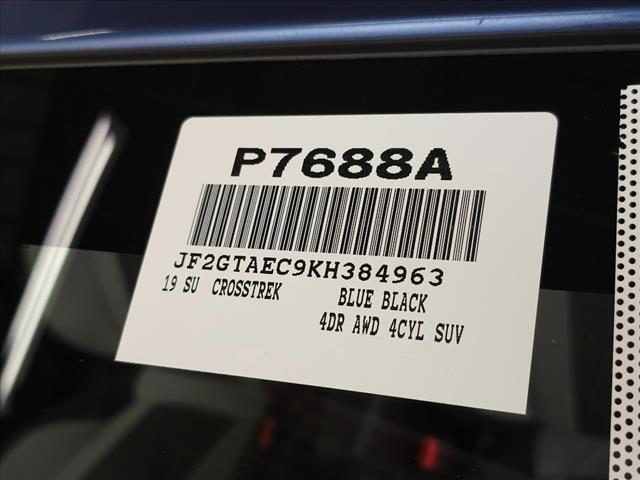 P7688A
JF2GTAEC9KH384963
19 SU CROSSTREK BLUE BLACK
4DR AWD 4CYL SUV